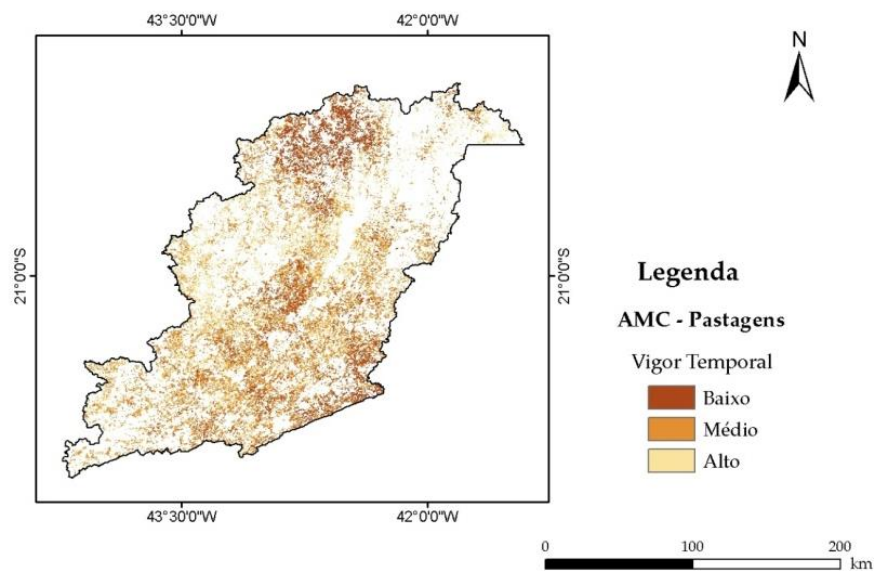 43°30'0"W 42°0'0"W
N
21°0'0"S 21°0'0"S
Legenda
AMC - Pastagens
Vigor Temporal
Baixo
Médio
Alto
43°30'0"W 42°0'0"W
0 100 200
km